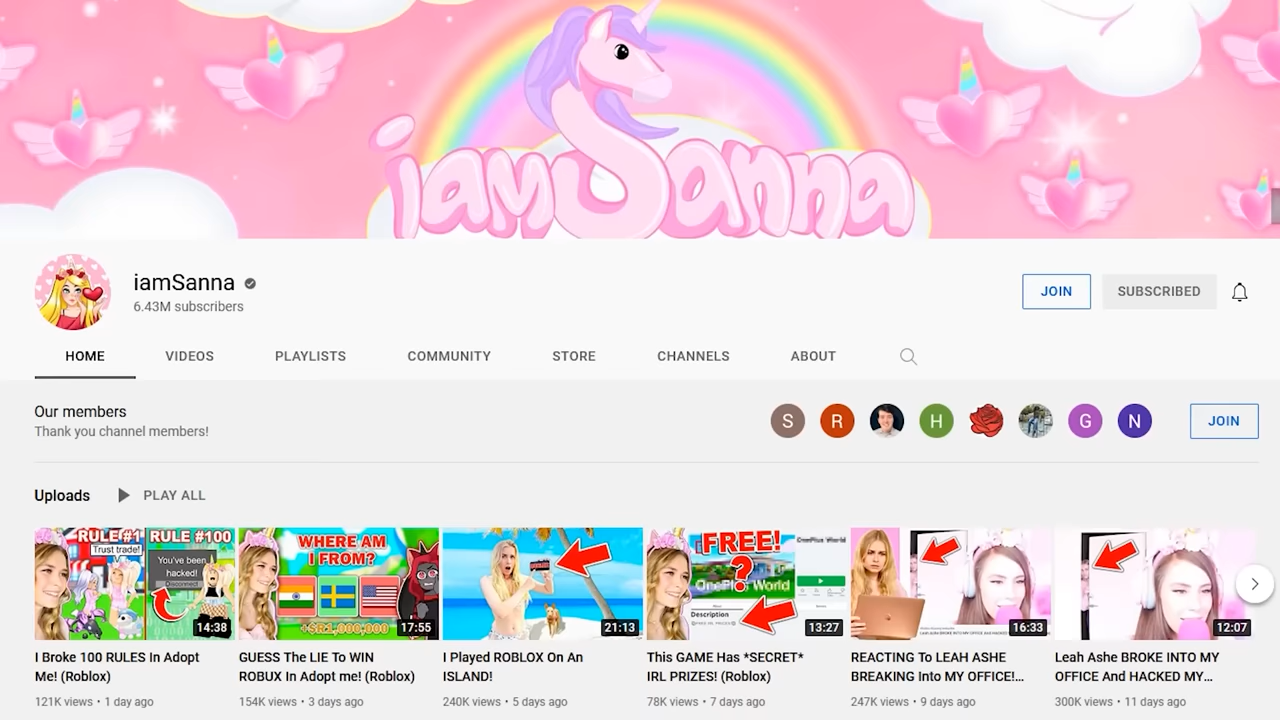 iamSanna
iamSanna
6.43M subscribers
JOIN
SUBSCRIBED
HOME
VIDEOS
PLAYLISTS
COMMUNITY
STORE
CHANNELS
ABOUT
Our members
Thank you channel members!
S
R
H
G
N
JOIN
Uploads
PLAY ALL
RULE#1
Trust trade!
RULE #100
You've been
hacked!
14:38
WHERE AM
I FROM?
17:55
21:13
FREE!
?
OnePlus World
OnePlus World
Description
13:27
16:33
12:07
I Broke 100 RULES In Adopt
Me! (Roblox)
121K views • 1 day ago
GUESS The LIE To WIN
ROBUX In Adopt me! (Roblox)
154K views • 3 days ago
I Played ROBLOX On An
ISLAND!
240K views • 5 days ago
This GAME Has *SECRET*
IRL PRIZES! (Roblox)
78K views • 7 days ago
REACTING To LEAH ASHE
BREAKING Into MY OFFICE!...
247K views • 9 days ago
Leah Ashe BROKE INTO MY
OFFICE And HACKED MY...
300K views • 11 days ago